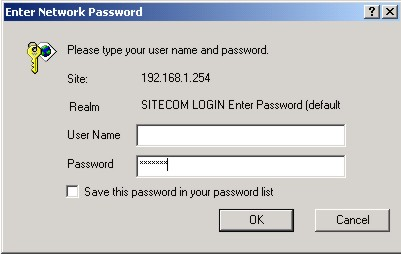 Enter Network Password
Please type your user name and password.
Site: 192.168.1.254
Realm SITECOM LOGIN Enter Password (default
User Name
Password xxxxxxx
Save this password in your password list
OK Cancel